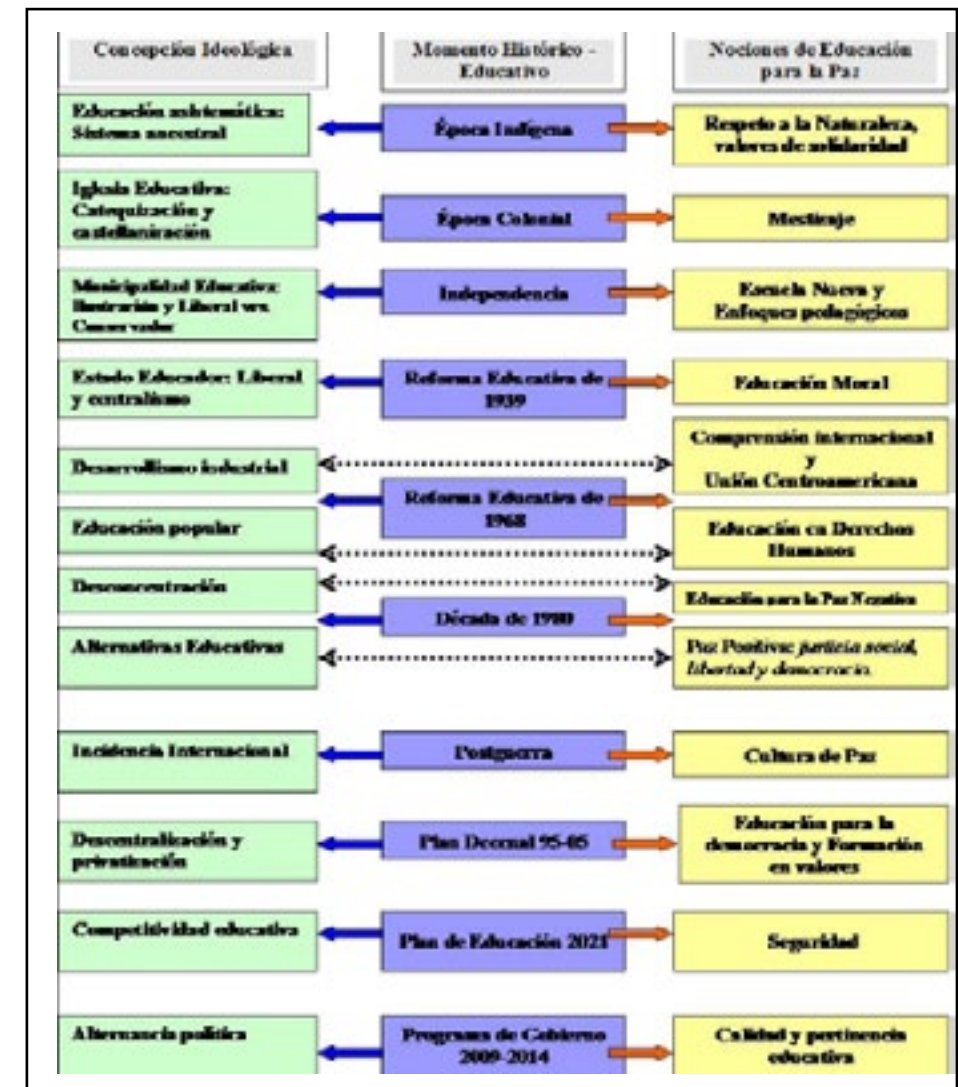 Concepción Ideológica
Momento Histórico -
Educativo
Nociones de Educación
para la Paz
Educación asistemática:
Sistema ancestral
Época Indígena
Respeto a la Naturaleza,
valores de solidaridad
Iglesia Educativa:
Catequización y
castellanización
Época Colonial
Mestizaje
Municipalidad Educativa:
Ilustración y Liberal vrs
Conservador
Independencia
Escuela Nueva y
Enfoques pedagógicos
Estado Educador: Liberal
y centralismo
Reforma Educativa de
1939
Educación Moral
Desarrollismo industrial
Comprensión internacional
y
Unión Centroamericana
Reforma Educativa de
1968
Educación popular
Educación en Derechos
Humanos
Desconcentración
Educación para la Paz Negativa
Década de 1980
Alternativas Educativas
Paz Positiva: justicia social,
libertad y democracia.
Incidencia Internacional
Postguerra
Cultura de Paz
Descentralización y
privatización
Plan Decenal 95-05
Educación para la
democracia y Formación
en valores
Competitividad educativa
Plan de Educación 2021
Seguridad
Alternancia política
Programa de Gobierno
2009-2014
Calidad y pertinencia
educativa